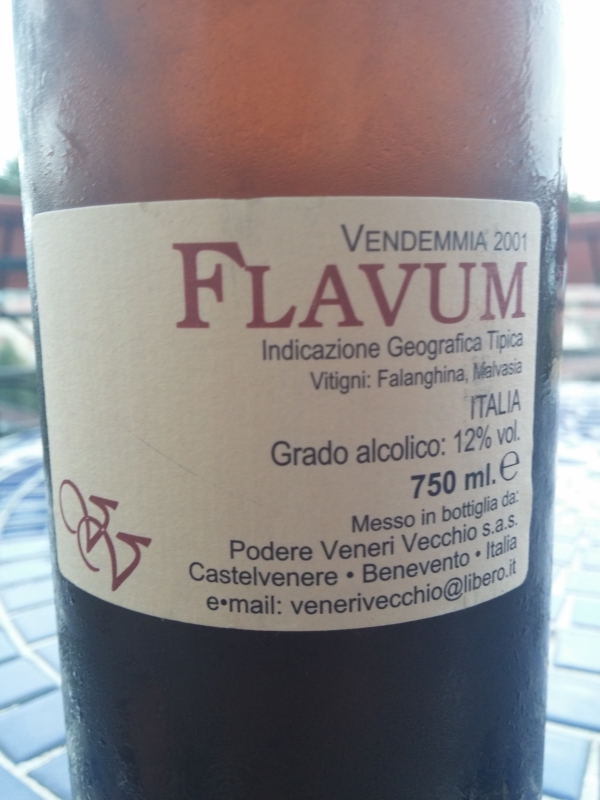 VENDEMMIA 2001
FLAVUM
Indicazione Geografica Tipica
Vitigni: Falanghina, Malvasia
ITALIA
Grado alcolico: 12% vol.
750 ml. ℮
Messo in bottiglia da:
Podere Veneri Vecchio s.a.s.
Castelvenere • Benevento • Italia
e•mail: venerivecchio@libero.it